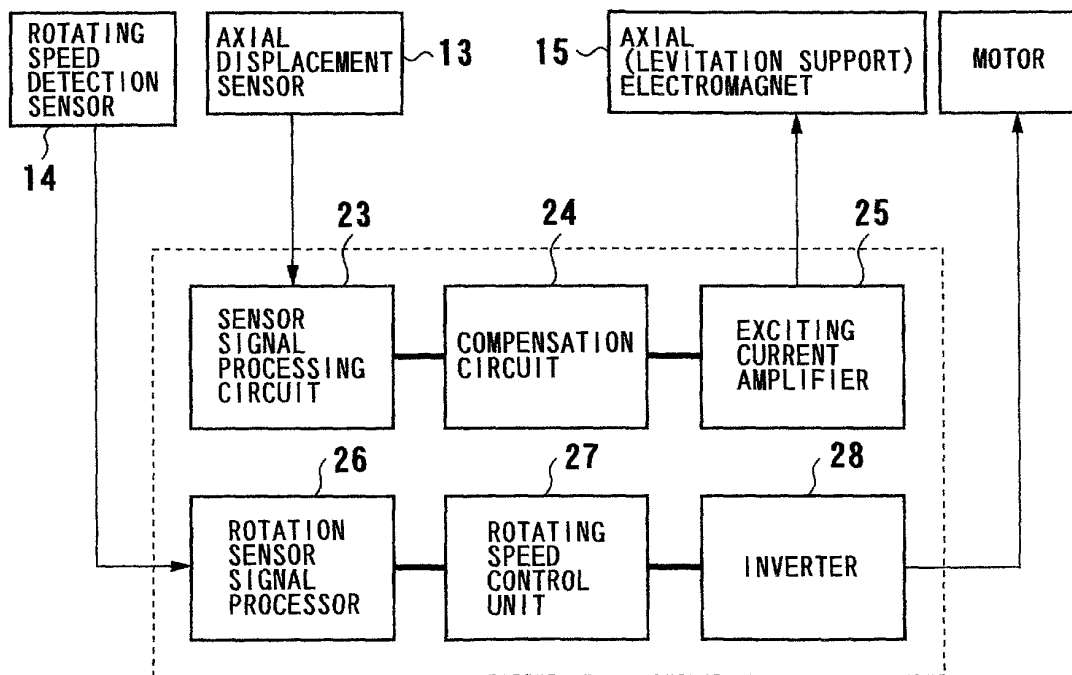 ROTATING
SPEED
DETECTION
SENSOR
14
AXIAL
DISPLACEMENT
SENSOR
13
15
AXIAL
(LEVITATION SUPPORT)
ELECTROMAGNET
MOTOR
23
SENSOR
SIGNAL
PROCESSING
CIRCUIT
24
COMPENSATION
CIRCUIT
25
EXCITING
CURRENT
AMPLIFIER
26
ROTATION
SENSOR
SIGNAL
PROCESSOR
27
ROTATING
SPEED
CONTROL
UNIT
28
INVERTER